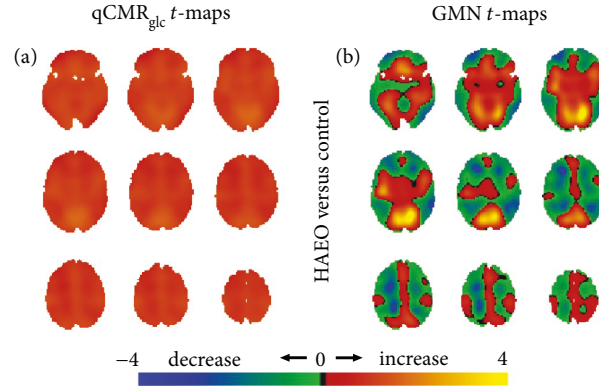 qCMRglc t-maps
GMN t-maps
(a)
(b)
HAEO versus control
−4 decrease ← 0 → increase 4